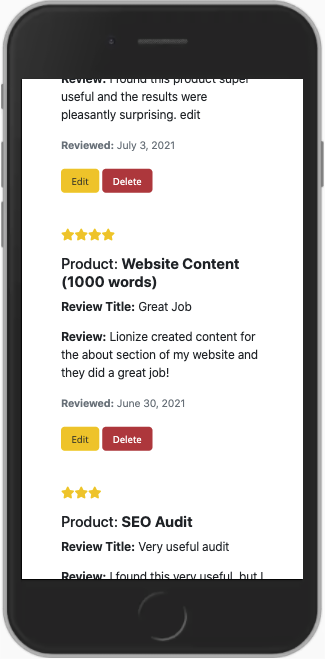 Review: I found this product super
useful and the results were
pleasantly surprising. edit
Reviewed: July 3, 2021
Edit Delete
Product: Website Content
(1000 words)
Review Title: Great Job
Review: Lionize created content for
the about section of my website and
they did a great job!
Reviewed: June 30, 2021
Edit Delete
Product: SEO Audit
Review Title: Very useful audit
Review: I found this very useful, but I